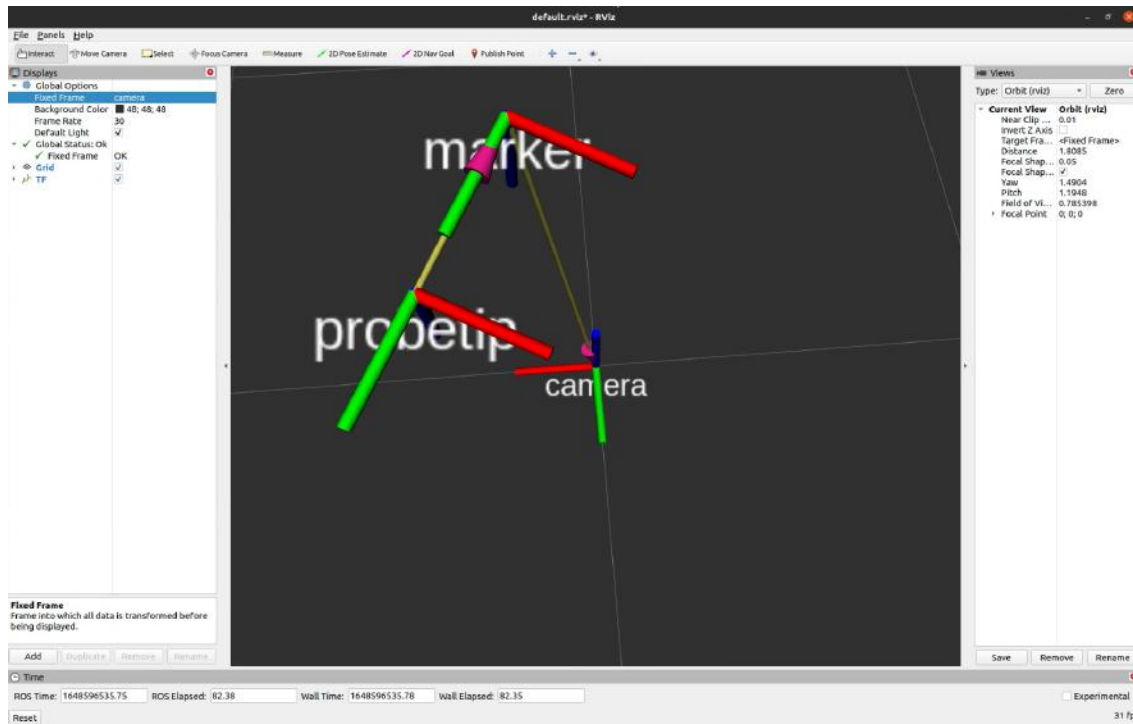 default.rviz* - RViz
File Panels Help
Interact Move Camera Select Focus Camera Measure 2D Pose Estimate 2D Nav Goal Publish Point
Displays
Global Options
Fixed Frame camera
Background Color 48; 48; 48
Frame Rate 30
Default Light
Global Status: Ok
Fixed Frame OK
Grid
TF
Fixed Frame
Frame into which all data is transformed before
being displayed.
Add Duplicate Remove Rename
marker
probetip
camera
Views
Type: Orbit (rviz) Zero
Current View Orbit (rviz)
Near Clip ... 0.01
Invert Z Axis
Target Fra... <Fixed Frame>
Distance 1.8085
Focal Shap... 0.05
Focal Shap...
Yaw 1.4904
Pitch 1.1948
Field of Vi... 0.785398
Focal Point 0; 0; 0
Save Remove Rename
Time
ROS Time: 1648596535.75 ROS Elapsed: 82.38 Wall Time: 1648596535.78 Wall Elapsed: 82.35 Experimental
Reset 31